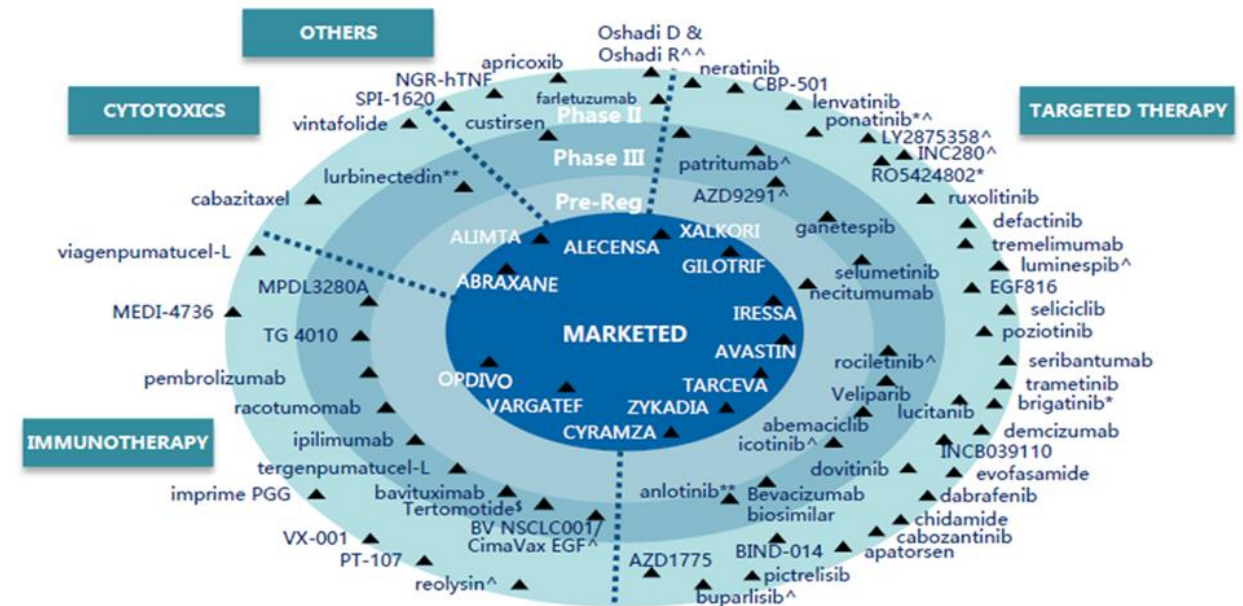 OTHERS
CYTOTOXICS
TARGETED THERAPY
IMMUNOTHERAPY
Oshadi D &
Oshadi R^^
apricoxib
NGR-hTNF
SPI-1620
vintafolide
farletuzumab
custirsen
Phase II
Phase III
Pre-Reg
MARKETED
lurbinectedin**
cabazitaxel
viagenpumatucel-L
MEDI-4736
MPDL3280A
TG 4010
pembrolizumab
racotumomab
ipilimumab
tergenpumatucel-L
imprime PGG
bavituximab
Tertomotide$
BV NSCLC001/
CimaVax EGF^
VX-001
PT-107
reolysin^
ALIMTA
ABRAXANE
ALECENSA
XALKORI
GILOTRIF
IRESSA
AVASTIN
TARCEVA
ZYKADIA
CYRAMZA
VARGATEF
OPDIVO
neratinib
CBP-501
lenvatinib
ponatinib*^
LY2875358^
INC280^
RO5424802*
ruxolitinib
defactinib
tremelimumab
luminespib^
EGF816
seliciclib
poziotinib
seribantumab
trametinib
brigatinib*
lucitanib
demcizumab
INCB039110
evofasamide
dabrafenib
chidamide
cabozantinib
apatorsen
BIND-014
pictrelisib
buparlisib^
AZD1775
patritumab^
AZD9291^
ganetespib
selumetinib
necitumumab
rociletinib^
Veliparib
abemaciclib
icotinib^
dovitinib
anlotinib**
Bevacizumab
biosimilar